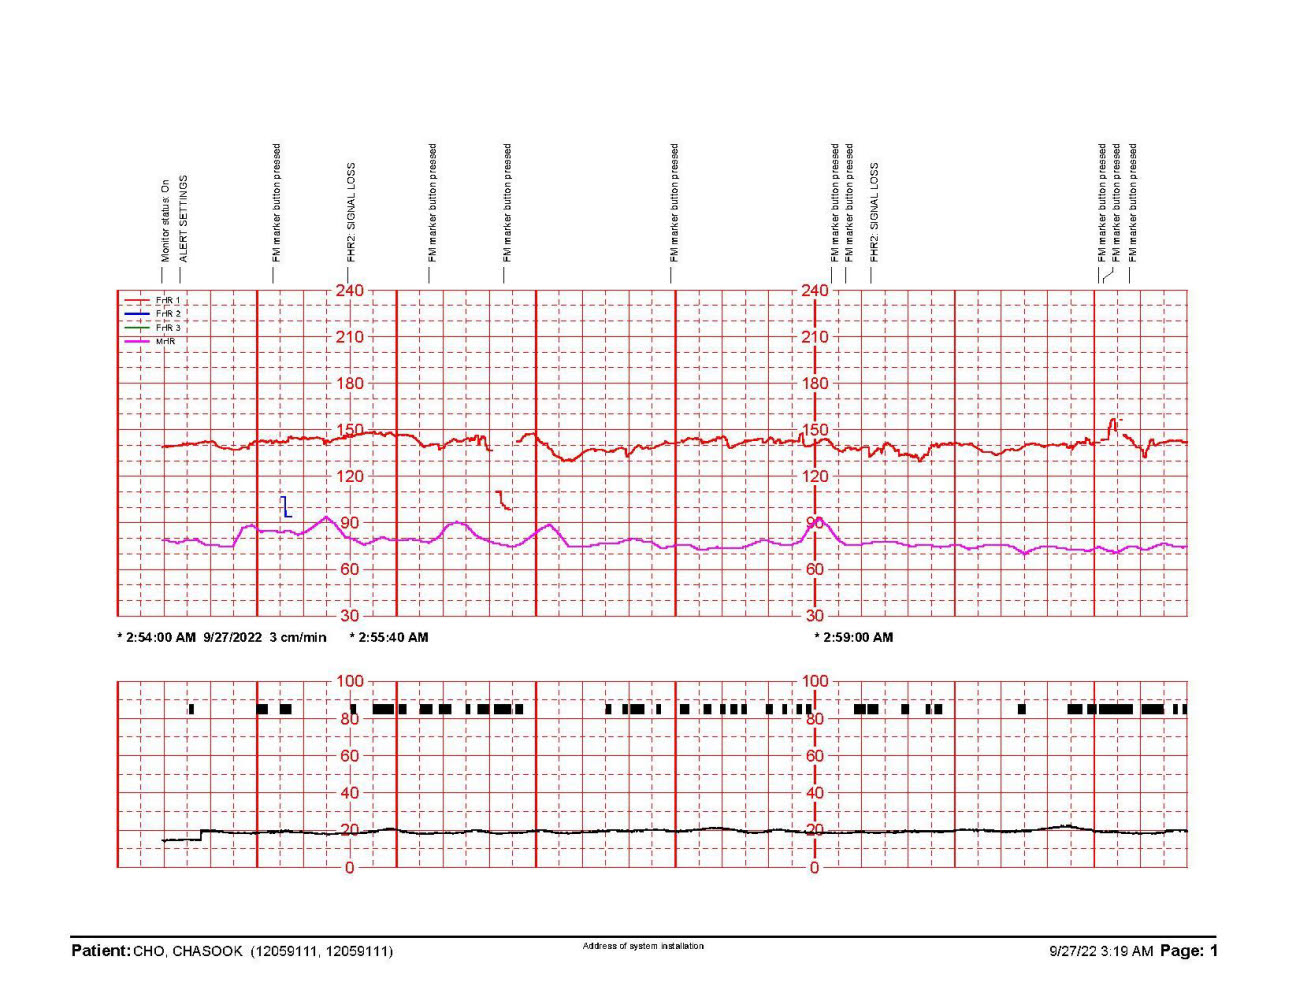 Monitor status: On
ALERT SETTINGS
FM marker button pressed
FHR2: SIGNAL LOSS
FM marker button pressed
FM marker button pressed
FM marker button pressed
FM marker button pressed
FM marker button pressed
FHR2: SIGNAL LOSS
FM marker button pressed
FM marker button pressed
FM marker button pressed
240 240
FHR 1
FHR 2
FHR 3
MHR
210 210
180 180
150 150
120 120
90 90
60 60
30 30
* 2:54:00 AM 9/27/2022 3 cm/min * 2:55:40 AM * 2:59:00 AM
100 100
80 80
60 60
40 40
20 20
0 0
Patient: CHO, CHASOOK (12059111, 12059111) Address of system installation 9/27/22 3:19 AM Page: 1